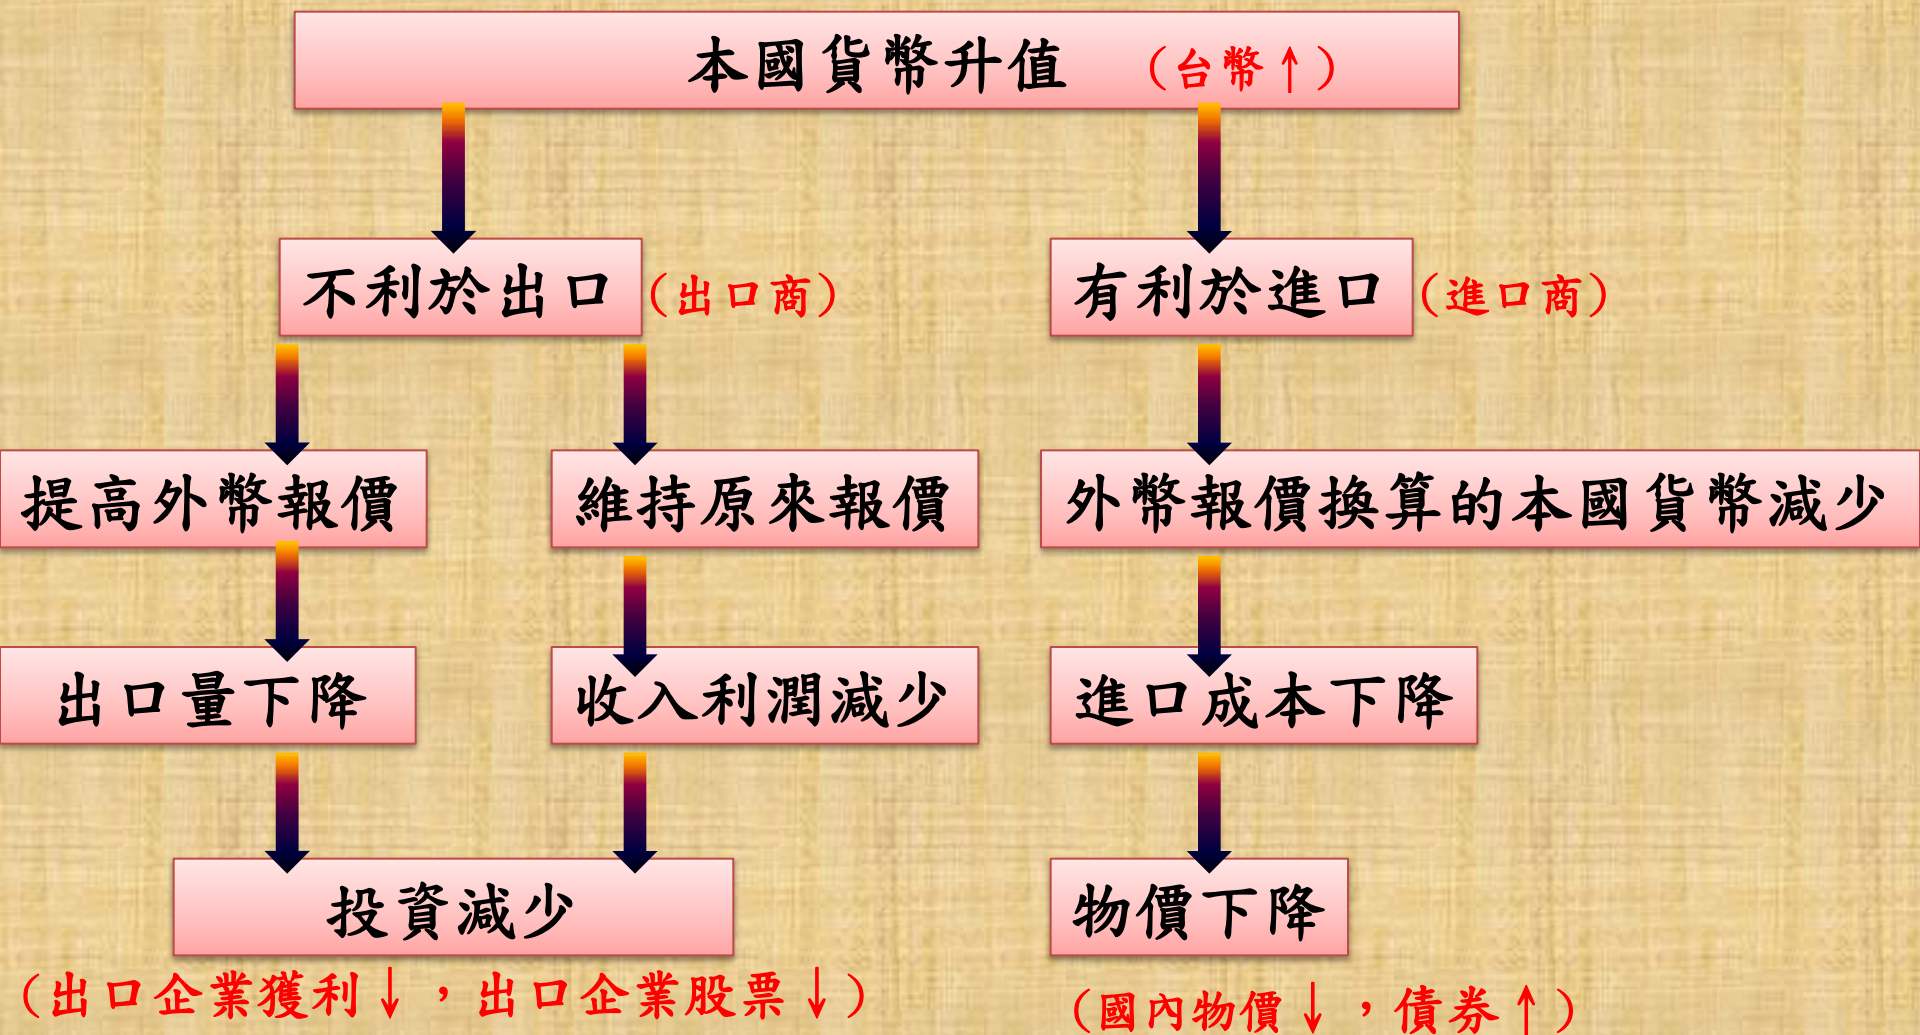 本國貨幣升值 (台幣↑)
不利於出口 (出口商)
有利於進口 (進口商)
提高外幣報價
維持原來報價
外幣報價換算的本國貨幣減少
出口量下降
收入利潤減少
進口成本下降
投資減少
物價下降
(出口企業獲利↓，出口企業股票↓)
(國內物價↓，債券↑)